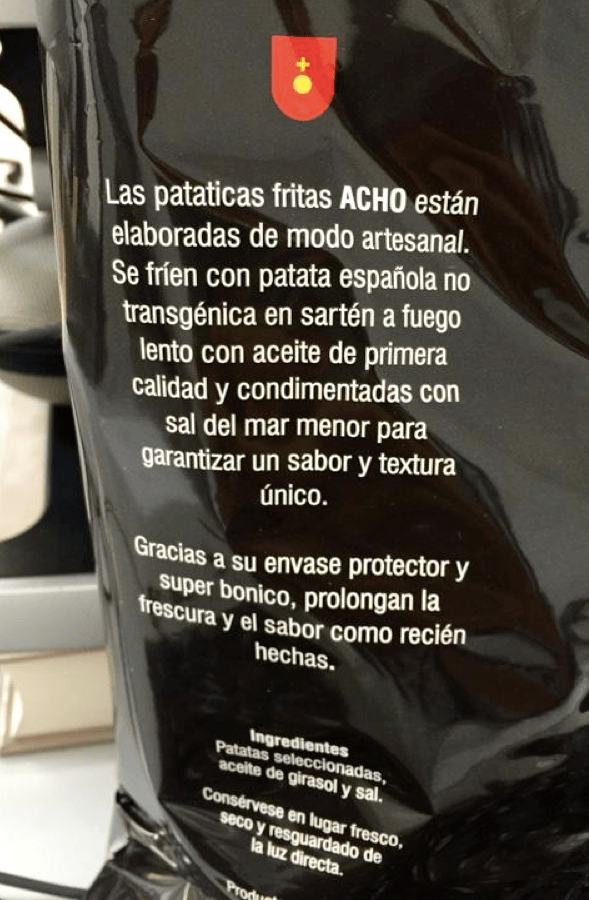 Las pataticas fritas ACHO están
elaboradas de modo artesanal.
Se fríen con patata española no
transgénica en sartén a fuego
lento con aceite de primera
calidad y condimentadas con
sal del mar menor para
garantizar un sabor y textura
único.
Gracias a su envase protector y
super bonico, prolongan la
frescura y el sabor como recién
hechas.
Ingredientes
Patatas seleccionadas,
aceite de girasol y sal.
Consérvese en lugar fresco,
seco y resguardado de
la luz directa.